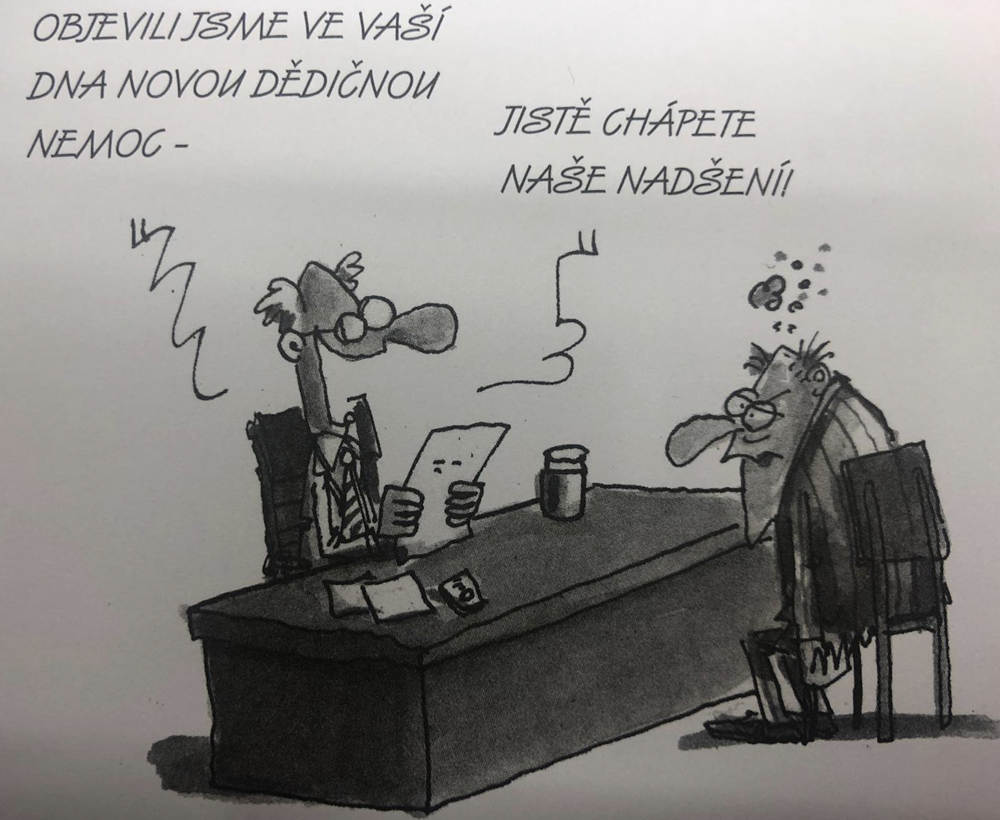 OBJEVILI JSME VE VAŠÍ
DNA NOVOU DĚDIČNOU
NEMOC -
JISTĚ CHÁPETE
NAŠE NADŠENÍ!